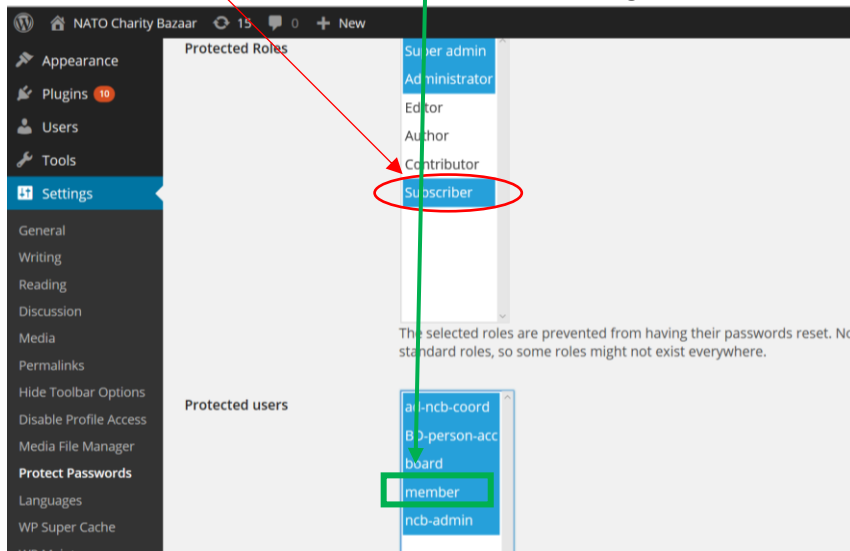 NATO Charity Bazaar 15 0 + New
Appearance
Plugins 10
Users
Tools
Settings
General
Writing
Reading
Discussion
Media
Permalinks
Hide Toolbar Options
Disable Profile Access
Media File Manager
Protect Passwords
Languages
WP Super Cache
Protected Roles
Super admin
Administrator
Editor
Author
Contributor
Subscriber
The selected roles are prevented from having their passwords reset.
standard roles, so some roles might not exist everywhere.
Protected users
ad-ncb-coord
BD-person-acc
board
member
ncb-admin